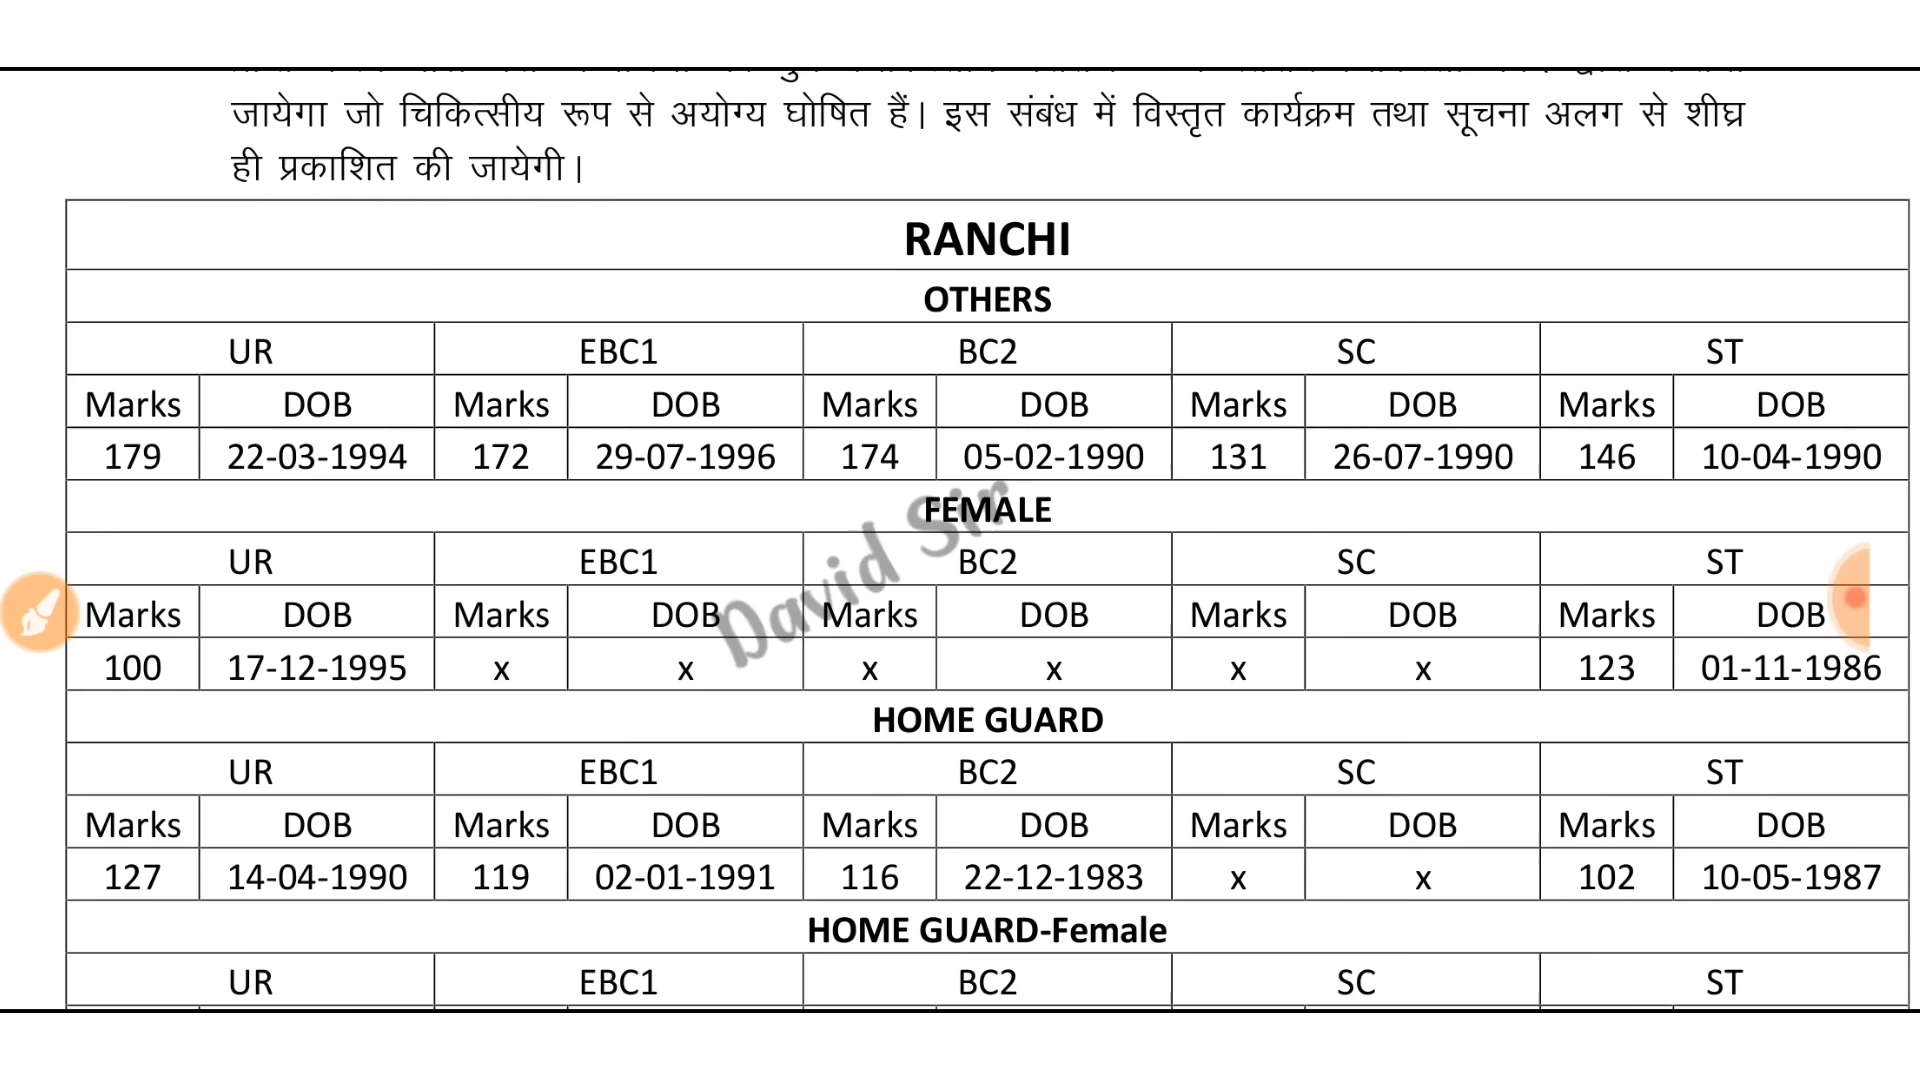 जायेगा जो चिकित्सीय रूप से अयोग्य घोषित हैं। इस संबंध में विस्तृत कार्यक्रम तथा सूचना अलग से शीघ्र
ही प्रकाशित की जायेगी।
RANCHI
OTHERS
UR EBC1 BC2 SC ST
Marks DOB Marks DOB Marks DOB Marks DOB Marks DOB
179 22-03-1994 172 29-07-1996 174 05-02-1990 131 26-07-1990 146 10-04-1990
FEMALE
UR EBC1 BC2 SC ST
Marks DOB Marks DOB Marks DOB Marks DOB Marks DOB
100 17-12-1995 x x x x x x 123 01-11-1986
David Sir
HOME GUARD
UR EBC1 BC2 SC ST
Marks DOB Marks DOB Marks DOB Marks DOB Marks DOB
127 14-04-1990 119 02-01-1991 116 22-12-1983 x x 102 10-05-1987
HOME GUARD-Female
UR EBC1 BC2 SC ST